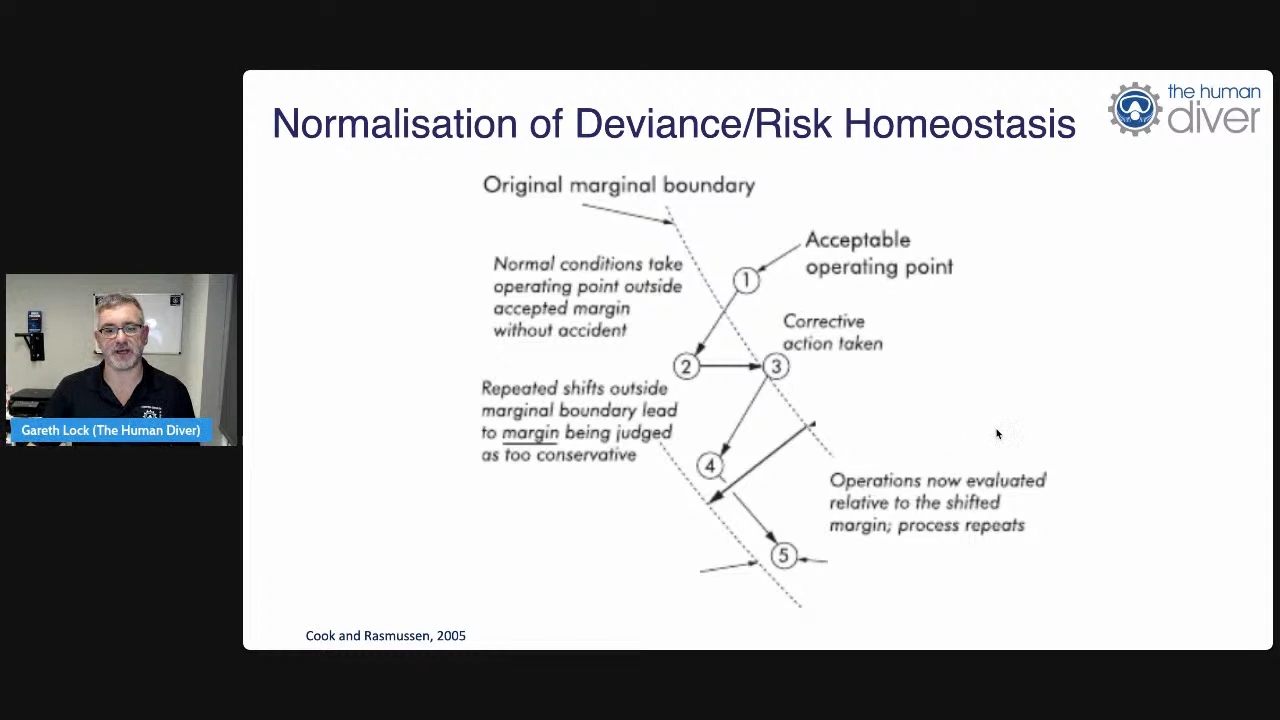 Normalisation of Deviance/Risk Homeostasis
the human
diver
Original marginal boundary
Acceptable
operating point
Normal conditions take
operating point outside
accepted margin
without accident
1
Corrective
action taken
2
3
Repeated shifts outside
marginal boundary lead
to margin being judged
as too conservative
4
Operations now evaluated
relative to the shifted
margin; process repeats
5
Cook and Rasmussen, 2005
Gareth Lock (The Human Diver)